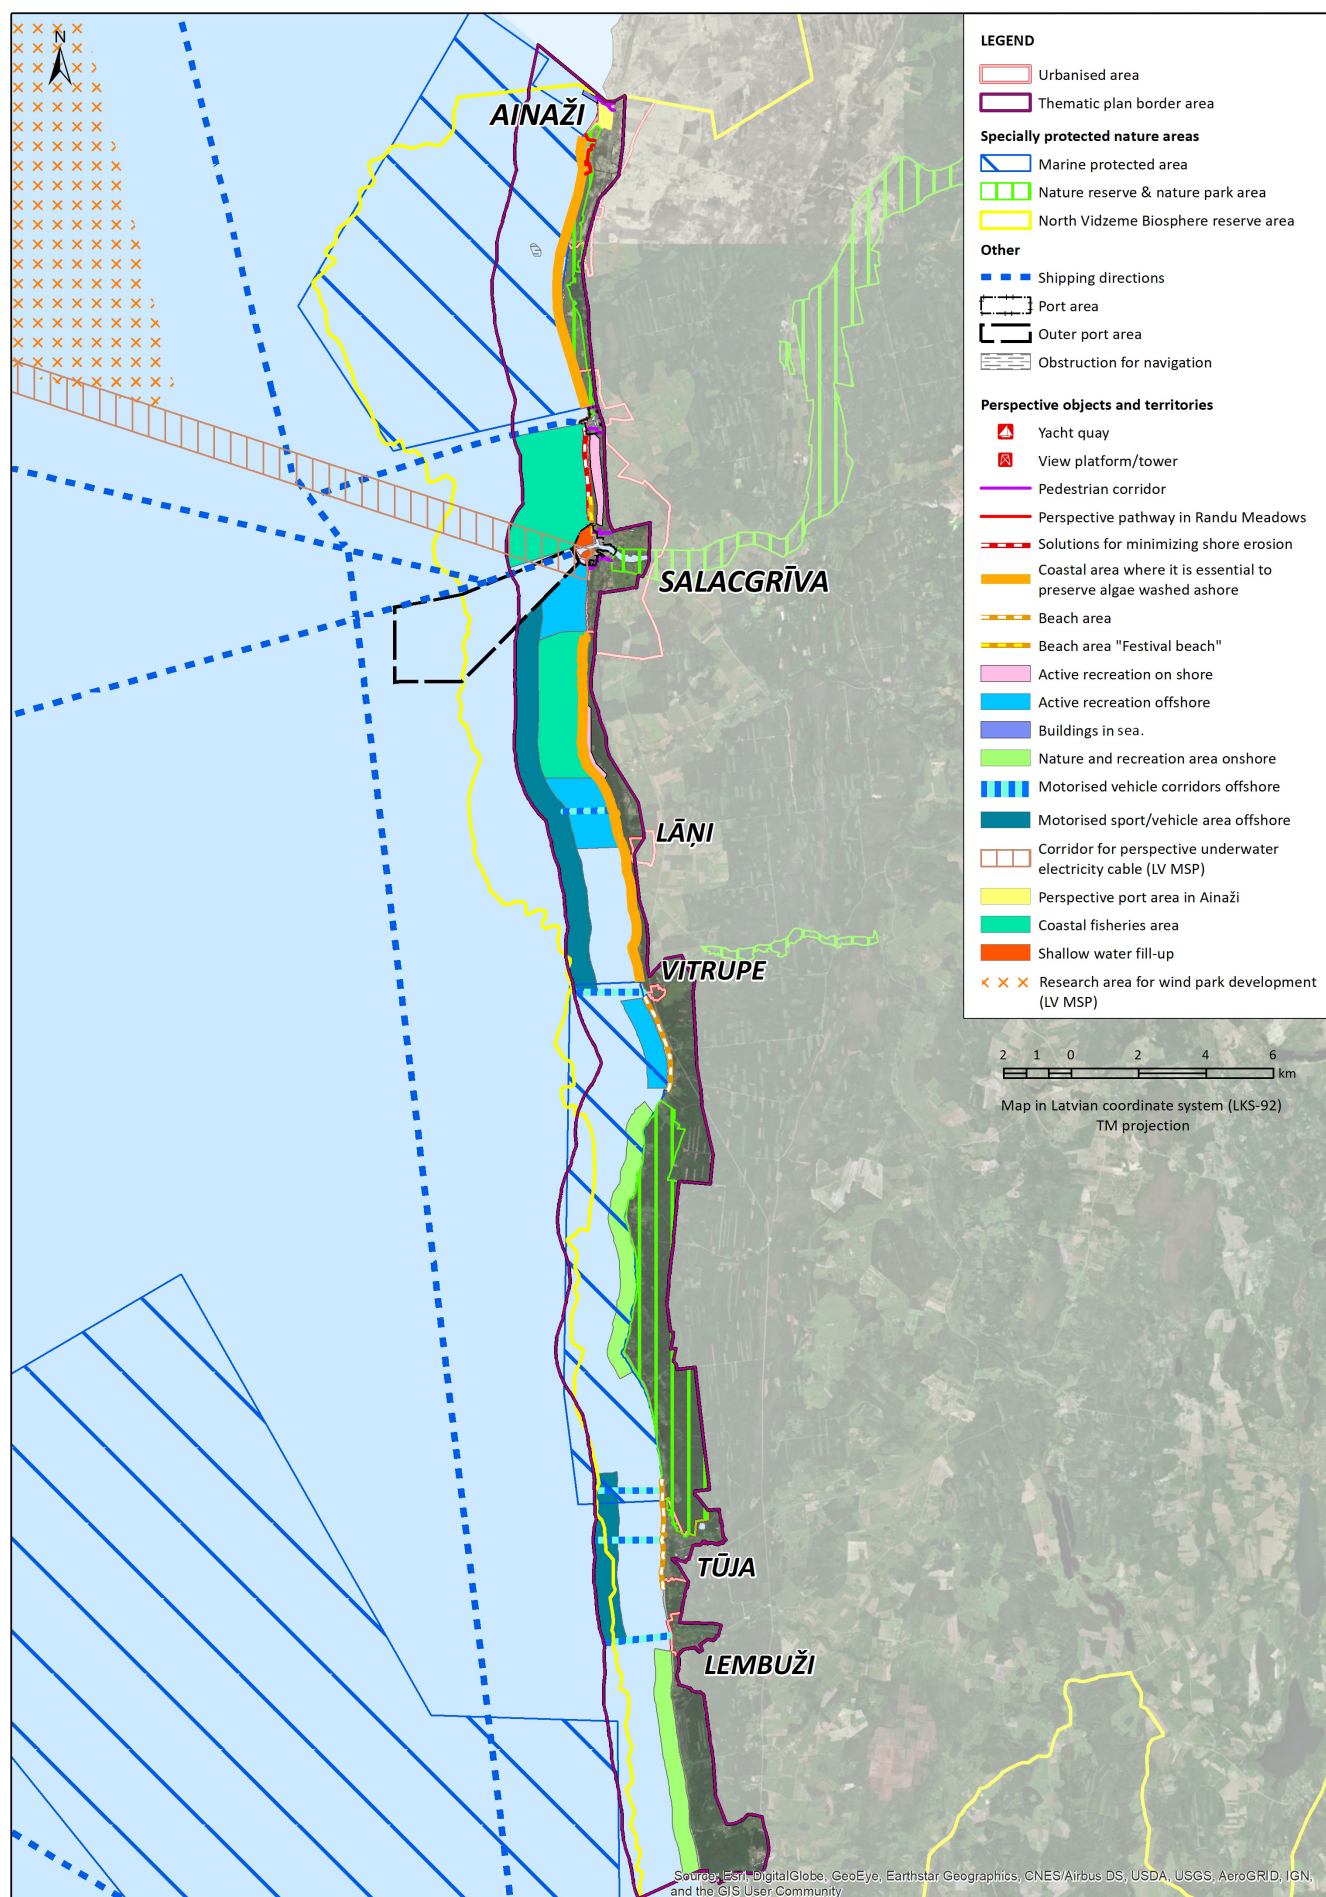 N
AINAŽI
SALACGRĪVA
LĀŅI
VITRUPE
TŪJA
LEMBUŽI
LEGEND
Urbanised area
Thematic plan border area
Specially protected nature areas
Marine protected area
Nature reserve & nature park area
North Vidzeme Biosphere reserve area
Other
Shipping directions
Port area
Outer port area
Obstruction for navigation
Perspective objects and territories
Yacht quay
View platform/tower
Pedestrian corridor
Perspective pathway in Randu Meadows
Solutions for minimizing shore erosion
Coastal area where it is essential to
preserve algae washed ashore
Beach area
Beach area "Festival beach"
Active recreation on shore
Active recreation offshore
Buildings in sea.
Nature and recreation area onshore
Motorised vehicle corridors offshore
Motorised sport/vehicle area offshore
Corridor for perspective underwater
electricity cable (LV MSP)
Perspective port area in Ainaži
Coastal fisheries area
Shallow water fill-up
Research area for wind park development
(LV MSP)
2 1 0 2 4 6
km
Map in Latvian coordinate system (LKS-92)
TM projection
Source: Esri, DigitalGlobe, GeoEye, Earthstar Geographics, CNES/Airbus DS, USDA, USGS, AeroGRID, IGN,
and the GIS User Community